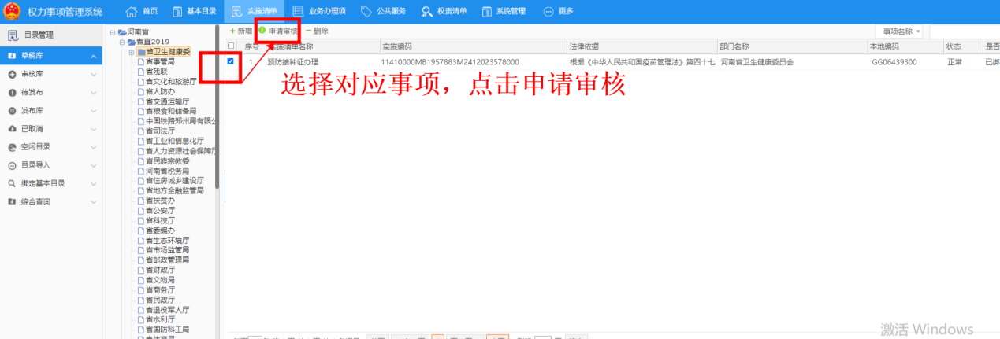 权力事项管理系统 首页 基本目录 实施清单 业务办理项 公共服务 权责清单 系统管理 更多
目录管理
草稿库
审核库
待发布
发布库
已取消
空闲目录
目录导入
绑定基本目录
综合查询
河南省
省直2019
省卫生健康委
省事管局
省残联
省文化和旅游厅
省人防办
省交通运输厅
省粮食和储备局
中国铁路郑州局有限公
省司法厅
省工业和信息化厅
省人力资源社会保障厅
省民族宗教委
河南省税务局
省住房城乡建设厅
省地方金融监管局
省扶贫办
省公安厅
省科技厅
省委编办
省生态环境厅
省市场监管局
省邮政管理局
省财政厅
省文物局
省商务厅
省民政厅
省退役军人厅
省水利厅
省国防科工局
新增 申请审核 删除 事项名称
序号 实施清单名称 实施编码 法律依据 部门名称 本地编码 状态 是否
1 预防接种证办理 11410000MB1957883M2412023578000 根据《中华人民共和国疫苗管理法》第四十七 河南省卫生健康委员会 GG06439300 正常 已绑
选择对应事项，点击申请审核
激活 Windows